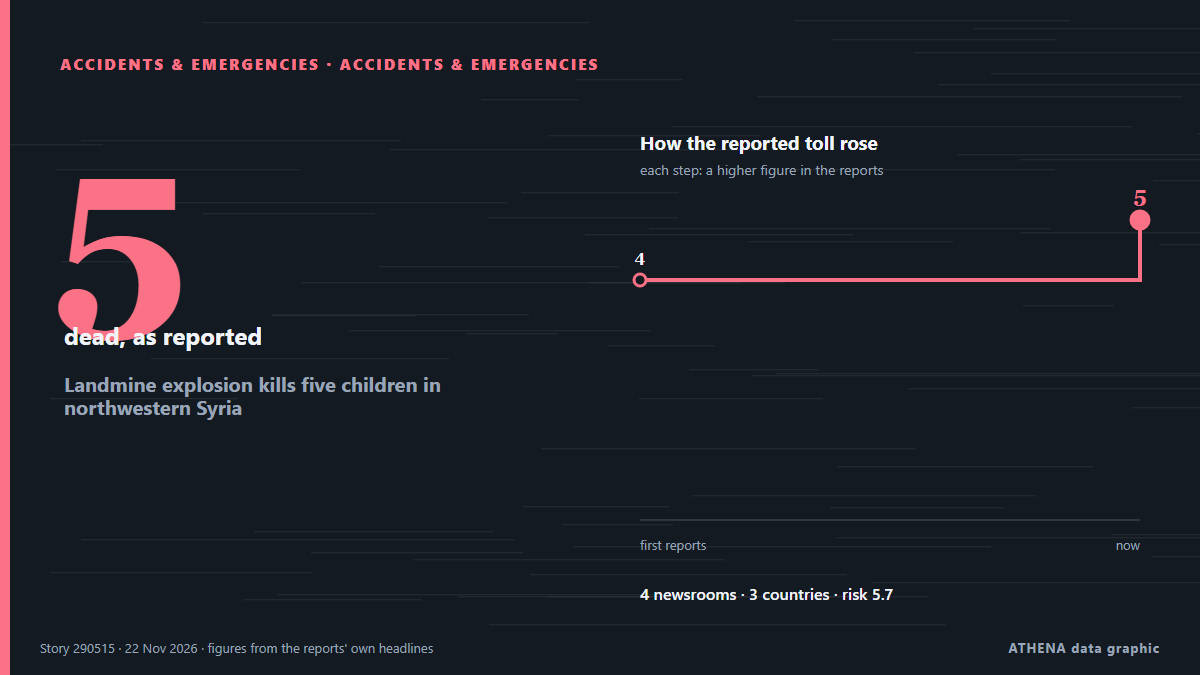 ACCIDENTS & EMERGENCIES · ACCIDENTS & EMERGENCIES
5
dead, as reported
Landmine explosion kills five children in
northwestern Syria
How the reported toll rose
each step: a higher figure in the reports
5
4
first reports
now
4 newsrooms · 3 countries · risk 5.7
Story 290515 · 22 Nov 2026 · figures from the reports' own headlines
ATHENA data graphic